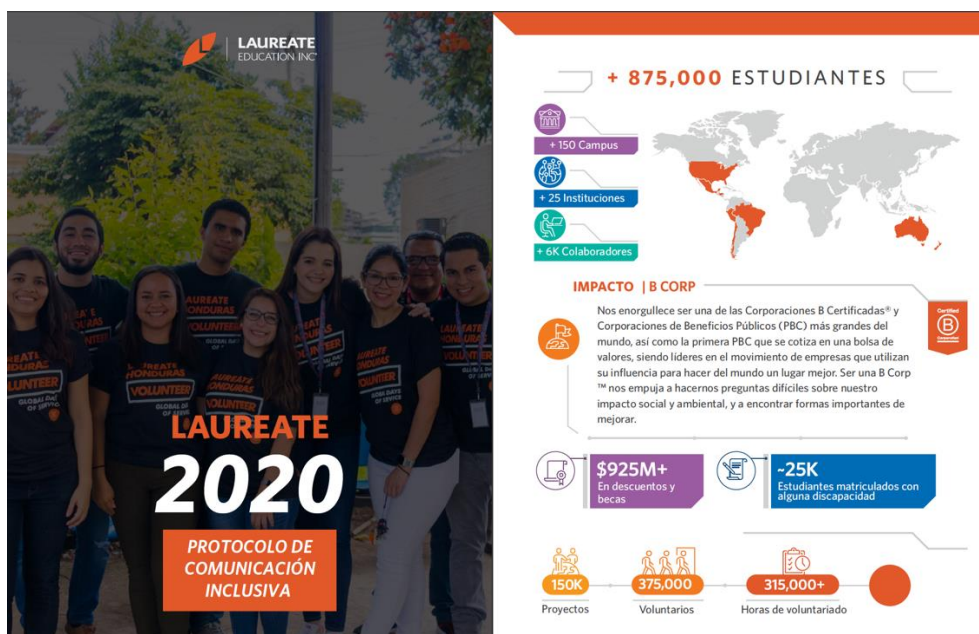 LAUREATE
EDUCATION INC
LAUREATE
HONDURAS
VOLUNTEER
GLOBAL DAYS
OF SERVICE
LAUREATE
2020
PROTOCOLO DE
COMUNICACIÓN
INCLUSIVA
+ 875,000 ESTUDIANTES
+ 150 Campus
+ 25 Instituciones
+ 6K Colaboradores
IMPACTO | B CORP
Nos enorgullece ser una de las Corporaciones B Certificadas® y
Corporaciones de Beneficios Públicos (PBC) más grandes del
mundo, así como la primera PBC que se cotiza en una bolsa de
valores, siendo líderes en el movimiento de empresas que utilizan
su influencia para hacer del mundo un lugar mejor. Ser una B Corp
™ nos empuja a hacernos preguntas difíciles sobre nuestro
impacto social y ambiental, y a encontrar formas importantes de
mejorar.
Certified
B
Corporation
$925M+
En descuentos y
becas
~25K
Estudiantes matriculados con
alguna discapacidad
150K
Proyectos
375,000
Voluntarios
315,000+
Horas de voluntariado